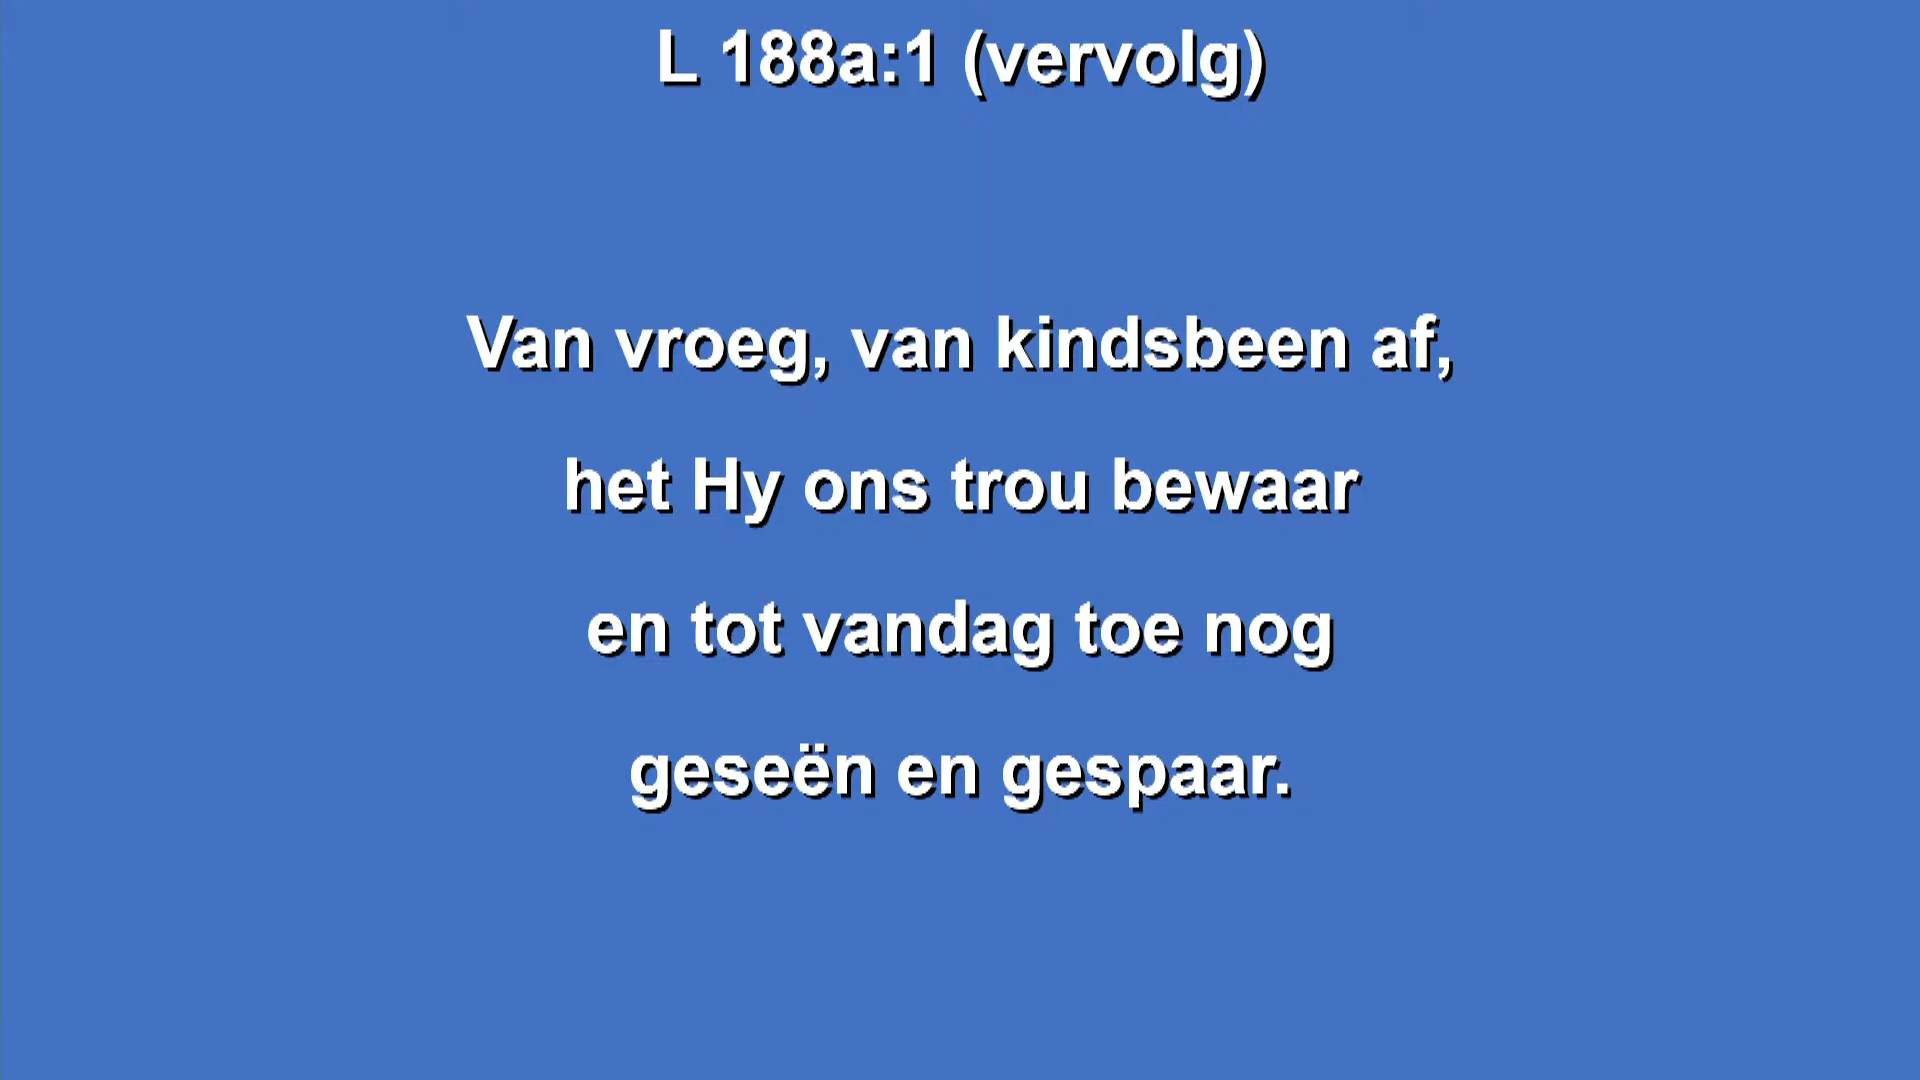 L 188a:1 (vervolg)
Van vroeg, van kindsbeen af,
het Hy ons trou bewaar
en tot vandag toe nog
geseën en gespaar.